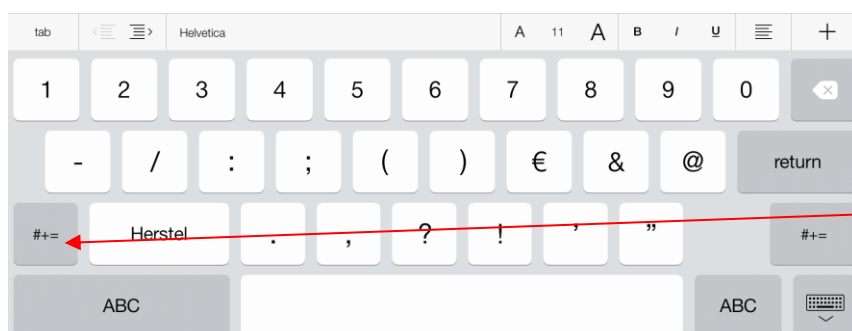 tab Helvetica A 11 A B I U +
1 2 3 4 5 6 7 8 9 0
- / : ; ( ) € & @ return
#+= Herstel . , ? ! ’ ” #+=
ABC ABC